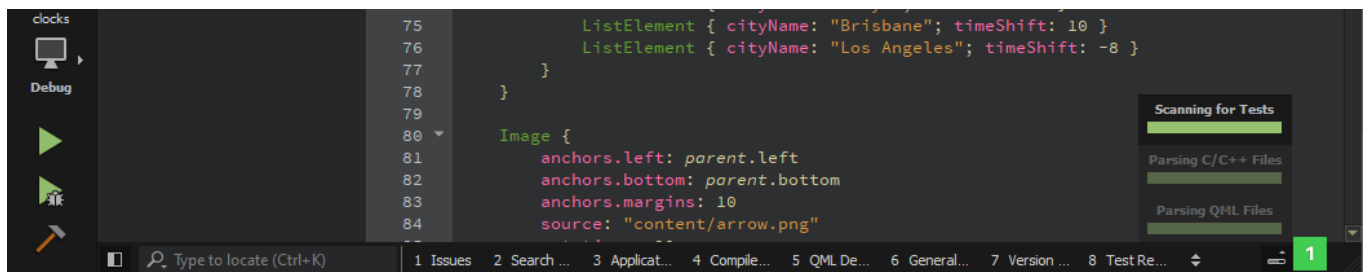 clocks
Debug
75 ListElement { cityName: "Brisbane"; timeShift: 10 }
76 ListElement { cityName: "Los Angeles"; timeShift: -8 }
77 }
78 }
79
80 Image {
81 anchors.left: parent.left
82 anchors.bottom: parent.bottom
83 anchors.margins: 10
84 source: "content/arrow.png"
Scanning for Tests
Parsing C/C++ Files
Parsing QML Files
Type to locate (Ctrl+K)
1 Issues 2 Search ... 3 Applicat... 4 Compile... 5 QML De... 6 General... 7 Version ... 8 Test Re...
1